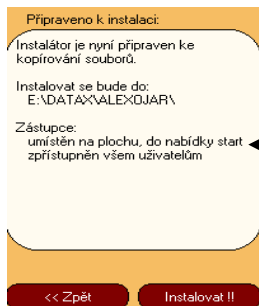 Připraveno k instalaci:
Instalátor je nyní připraven ke
kopírování souborů.
Instalovat se bude do:
E:\DATAX\ALEXOJAR\
Zástupce:
umístěn na plochu, do nabídky start
zpřístupněn všem uživatelům
<< Zpět
Instalovat !!